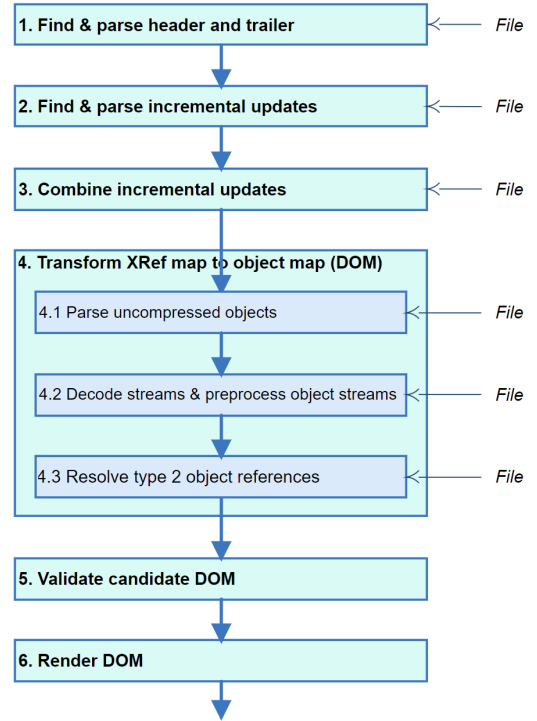 1. Find & parse header and trailer
File
2. Find & parse incremental updates
File
3. Combine incremental updates
File
4. Transform XRef map to object map (DOM)
4.1 Parse uncompressed objects
File
4.2 Decode streams & preprocess object streams
File
4.3 Resolve type 2 object references
File
5. Validate candidate DOM
6. Render DOM